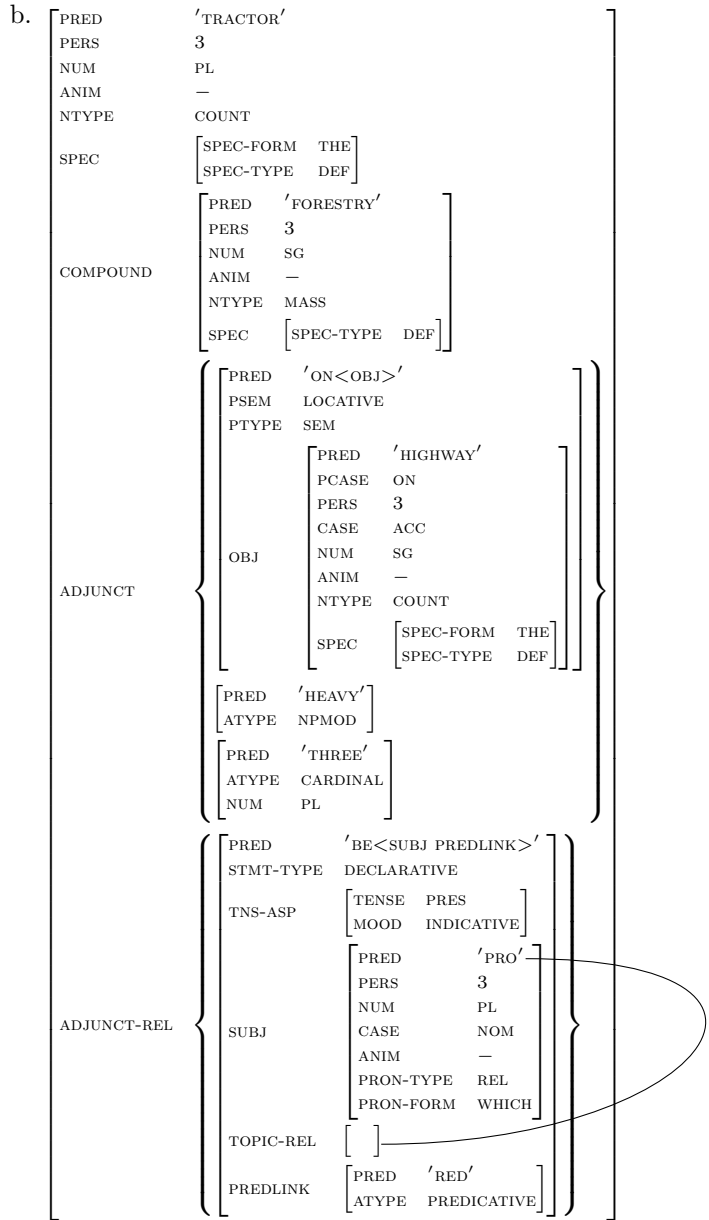 b. PRED ′TRACTOR′
PERS 3
NUM PL
ANIM −
NTYPE COUNT
SPEC SPEC-FORM THE
SPEC-TYPE DEF
COMPOUND PRED ′FORESTRY′
PERS 3
NUM SG
ANIM −
NTYPE MASS
SPEC [SPEC-TYPE DEF]
ADJUNCT PRED ′ON<OBJ>′
PSEM LOCATIVE
PTYPE SEM
OBJ PRED ′HIGHWAY′
PCASE ON
PERS 3
CASE ACC
NUM SG
ANIM −
NTYPE COUNT
SPEC SPEC-FORM THE
SPEC-TYPE DEF
PRED ′HEAVY′
ATYPE NPMOD
PRED ′THREE′
ATYPE CARDINAL
NUM PL
ADJUNCT-REL PRED ′BE<SUBJ PREDLINK>′
STMT-TYPE DECLARATIVE
TNS-ASP TENSE PRES
MOOD INDICATIVE
SUBJ PRED ′PRO′
PERS 3
NUM PL
CASE NOM
ANIM −
PRON-TYPE REL
PRON-FORM WHICH
TOPIC-REL [ ]
PREDLINK PRED ′RED′
ATYPE PREDICATIVE